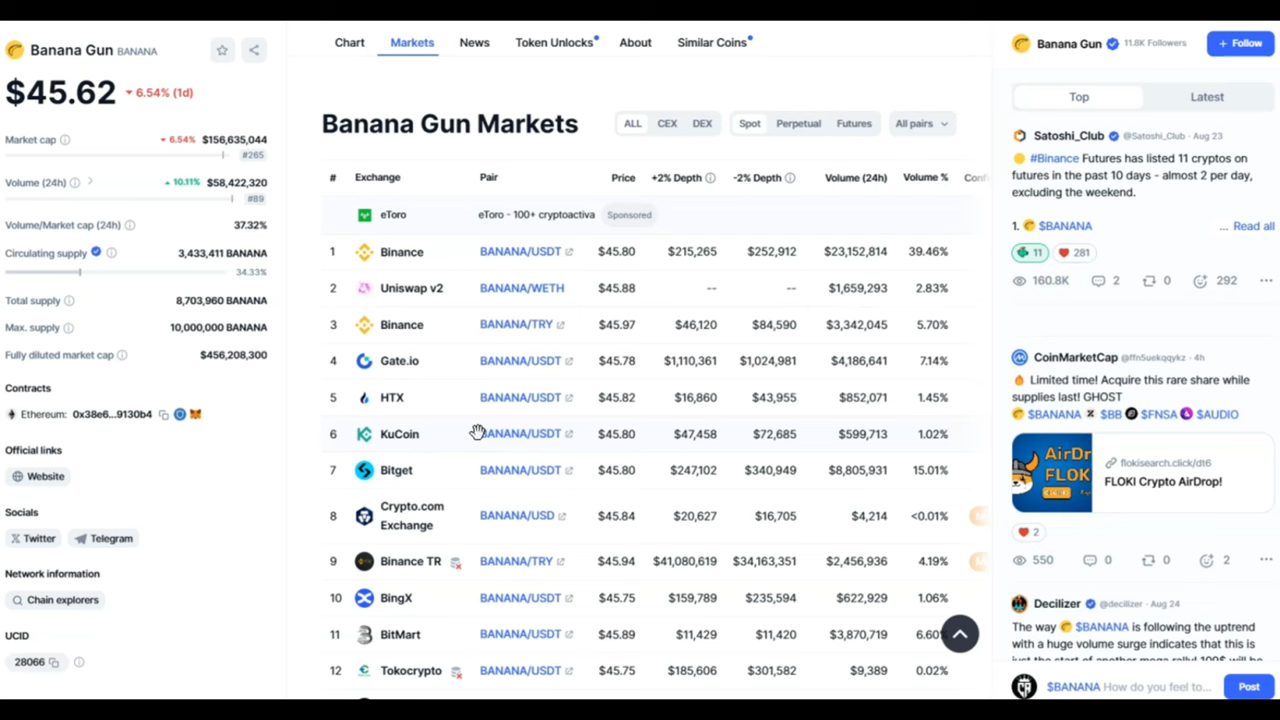 Banana Gun BANANA
$45.62 6.54% (1d)
Market cap 6.54% $156,635,044
#265
Volume (24h) 10.11% $58,422,320
#89
Volume/Market cap (24h) 37.32%
Circulating supply 3,433,411 BANANA
34.33%
Total supply 8,703,960 BANANA
Max. supply 10,000,000 BANANA
Fully diluted market cap $456,208,300
Contracts
Ethereum: 0x38e6...9130b4
Official links
Website
Socials
Twitter Telegram
Network information
Chain explorers
UCID
28066
Chart Markets News Token Unlocks About Similar Coins
Banana Gun Markets
ALL CEX DEX Spot Perpetual Futures All pairs
# Exchange Pair Price +2% Depth -2% Depth Volume (24h) Volume %
eToro eToro - 100+ cryptoactiva Sponsored
1 Binance BANANA/USDT $45.80 $215,265 $252,912 $23,152,814 39.46%
2 Uniswap v2 BANANA/WETH $45.88 -- -- $1,659,293 2.83%
3 Binance BANANA/TRY $45.97 $46,120 $84,590 $3,342,045 5.70%
4 Gate.io BANANA/USDT $45.78 $1,110,361 $1,024,981 $4,186,641 7.14%
5 HTX BANANA/USDT $45.82 $16,860 $43,955 $852,071 1.45%
6 KuCoin BANANA/USDT $45.80 $47,458 $72,685 $599,713 1.02%
7 Bitget BANANA/USDT $45.80 $247,102 $340,949 $8,805,931 15.01%
8 Crypto.com Exchange BANANA/USD $45.84 $20,627 $16,705 $4,214 <0.01%
9 Binance TR BANANA/TRY $45.94 $41,080,619 $34,163,351 $2,456,936 4.19%
10 BingX BANANA/USDT $45.75 $159,789 $235,594 $622,929 1.06%
11 BitMart BANANA/USDT $45.89 $11,429 $11,420 $3,870,719 6.60%
12 Tokocrypto BANANA/USDT $45.75 $185,606 $301,582 $9,389 0.02%
Banana Gun 11.8K Followers + Follow
Top Latest
Satoshi_Club @Satoshi_Club · Aug 23
#Binance Futures has listed 11 cryptos on
futures in the past 10 days - almost 2 per day,
excluding the weekend.
1. $BANANA ... Read all
11 281
160.8K 2 0 292
CoinMarketCap @ffn5uekqqykz · 4h
Limited time! Acquire this rare share while
supplies last! GHOST
$BANANA $BB $FNSA $AUDIO
AirDr
FLOK
flokisearch.click/dt6
FLOKI Crypto AirDrop!
2
550 0 0 2
Decilizer @decilizer · Aug 24
The way $BANANA is following the uptrend
with a huge volume surge indicates that this is
just the start of another mega rally! 100$ will be
$BANANA How do you feel to... Post